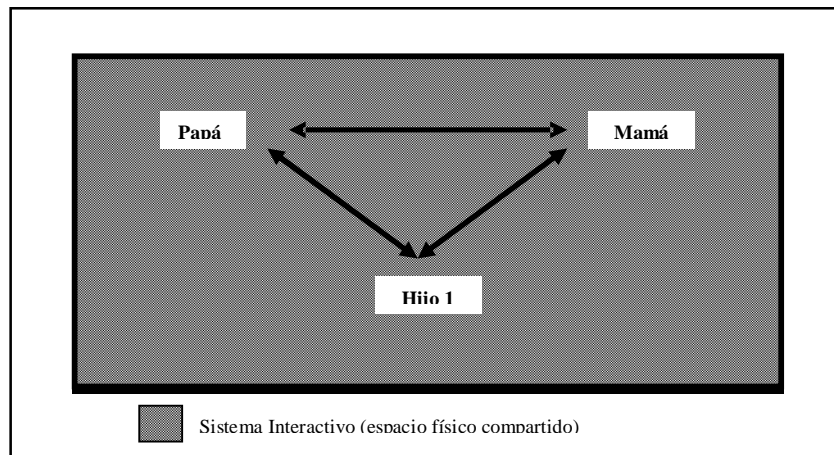 Papá
Mamá
Hijo 1
Sistema Interactivo (espacio físico compartido)